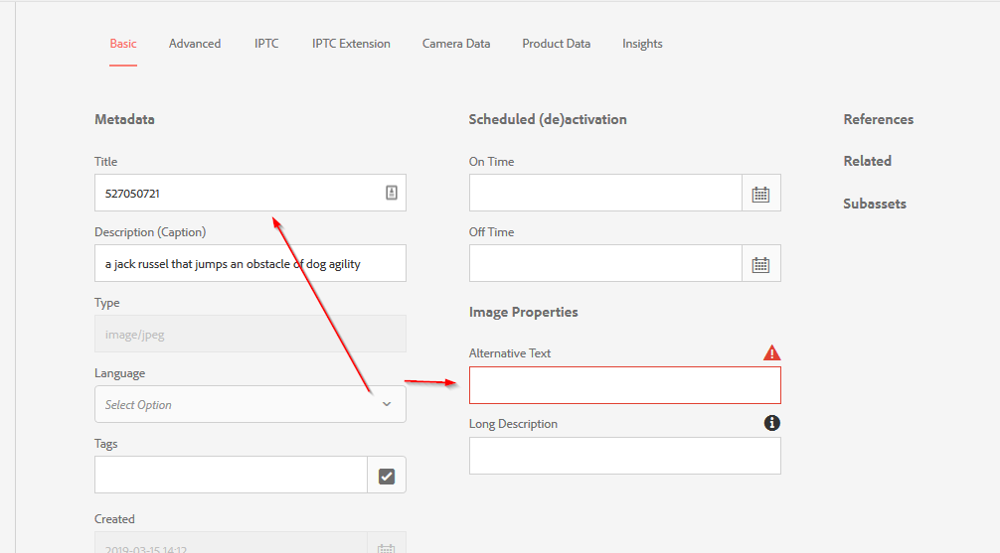 Basic Advanced IPTC IPTC Extension Camera Data Product Data Insights
Metadata
Title
527050721
Description (Caption)
a jack russel that jumps an obstacle of dog agility
Type
image/jpeg
Language
Select Option
Tags
Created
2019-03-15 14:12
Scheduled (de)activation
On Time
Off Time
Image Properties
Alternative Text
Long Description
References
Related
Subassets